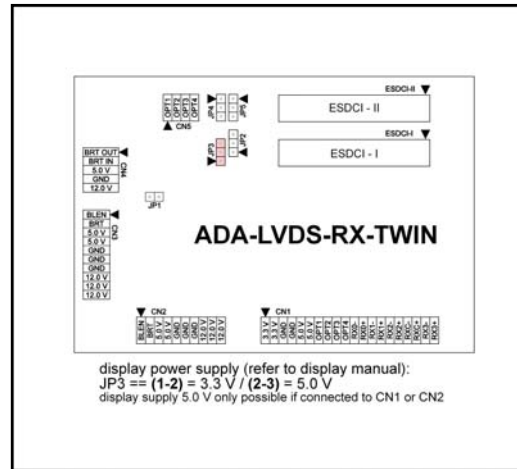 ESDCI-II
OPT1
OPT2
OPT3
OPT4
CN5
JP4
JP5
ESDCI - II
ESDCI-I
JP2
JP3
ESDCI - I
BRT OUT
BRT IN
5.0 V
GND
12.0 V
CN4
JP1
BLEN
BRT
5.0 V
5.0 V
GND
GND
GND
12.0 V
12.0 V
12.0 V
CN3
ADA-LVDS-RX-TWIN
CN2
BLEN
BRT
5.0 V
5.0 V
GND
GND
GND
12.0 V
12.0 V
12.0 V
CN1
3.3 V
3.3 V
GND
GND
5.0 V
5.0 V
OPT1
OPT2
OPT3
OPT4
RX0-
RX0+
RX1-
RX1+
RX2-
RX2+
RXC-
RXC+
RX3-
RX3+
display power supply (refer to display manual):
JP3 == (1-2) = 3.3 V / (2-3) = 5.0 V
display supply 5.0 V only possible if connected to CN1 or CN2